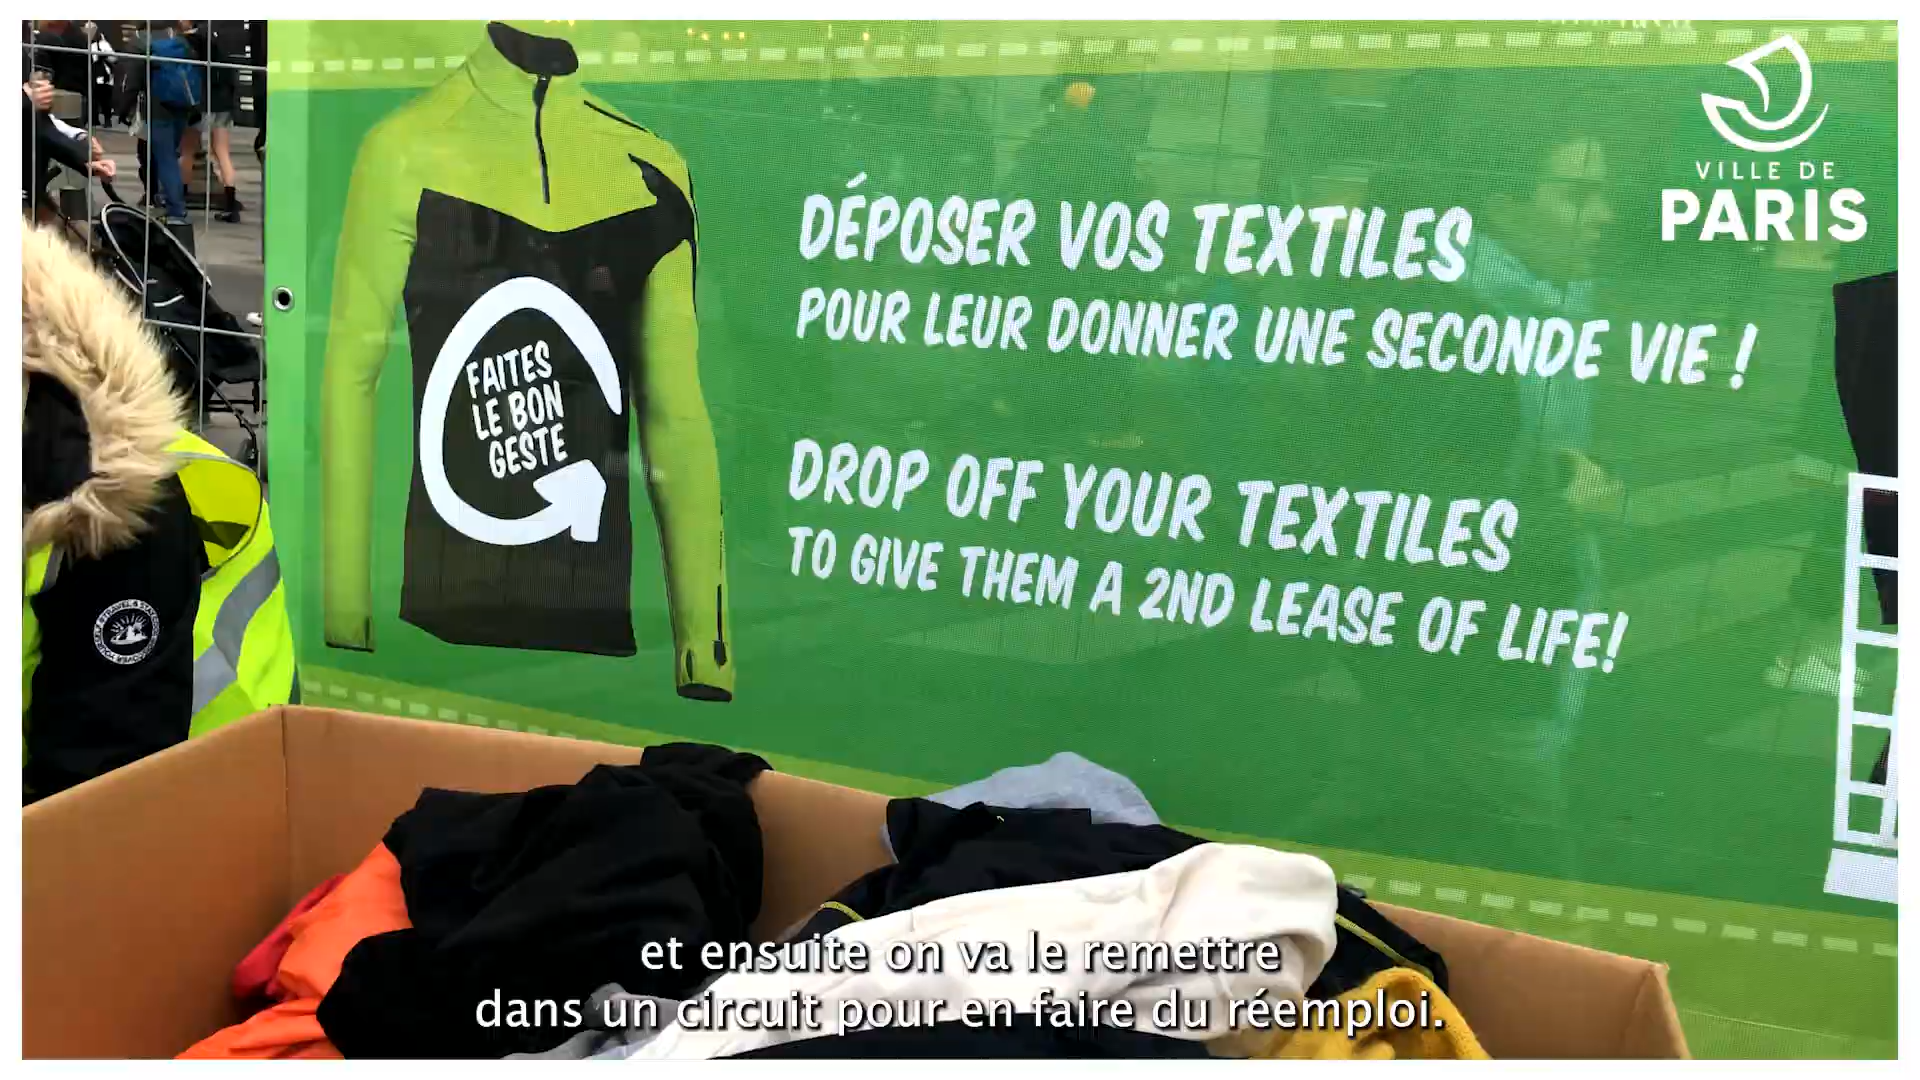 VILLE DE
PARIS
DÉPOSER VOS TEXTILES
POUR LEUR DONNER UNE SECONDE VIE !
FAITES
LE BON
GESTE
DROP OFF YOUR TEXTILES
TO GIVE THEM A 2ND LEASE OF LIFE!
et ensuite on va le remettre
dans un circuit pour en faire du réemploi.